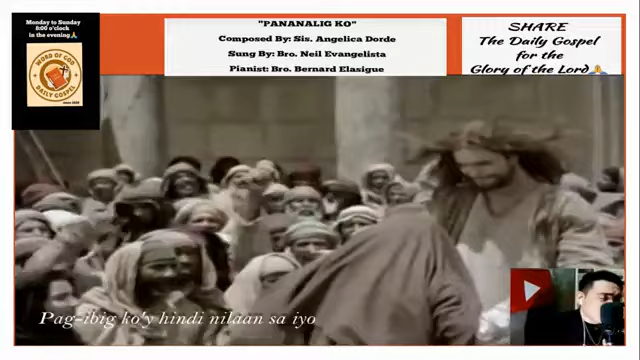 Monday to Sunday
8:00 o'clock
in the evening🙏
WORD OF GOD
DAILY GOSPEL
"PANANALIG KO"
Composed By: Sis. Angelica Dorde
Sung By: Bro. Neil Evangelista
Pianist: Bro. Bernard Elasigue
SHARE
The Daily Gospel
for the
Glory of the Lord🙏
Pag-ibig ko'y hindi nilaan sa iyo